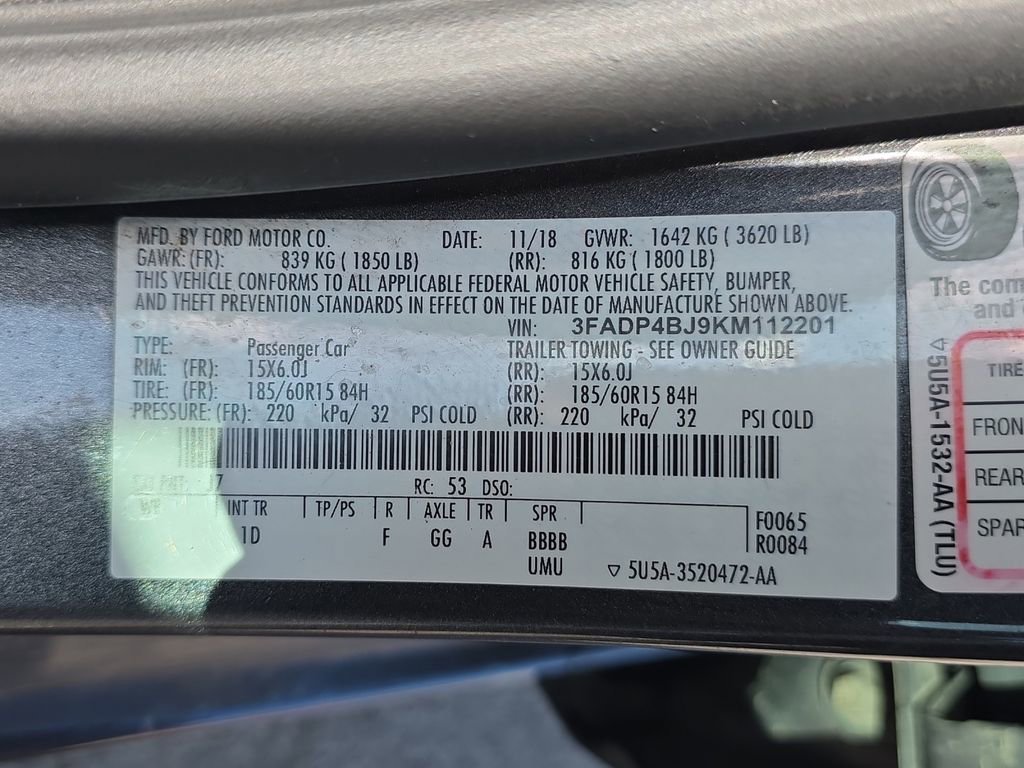 MFD. BY FORD MOTOR CO. DATE: 11/18 GVWR: 1642 KG ( 3620 LB)
GAWR: (FR): 839 KG ( 1850 LB) (RR): 816 KG ( 1800 LB)
THIS VEHICLE CONFORMS TO ALL APPLICABLE FEDERAL MOTOR VEHICLE SAFETY, BUMPER,
AND THEFT PREVENTION STANDARDS IN EFFECT ON THE DATE OF MANUFACTURE SHOWN ABOVE.
VIN: 3FADP4BJ9KM112201
TYPE: Passenger Car TRAILER TOWING - SEE OWNER GUIDE
RIM: (FR): 15X6.0J (RR): 15X6.0J
TIRE: (FR): 185/60R15 84H (RR): 185/60R15 84H
PRESSURE: (FR): 220 kPa/ 32 PSI COLD (RR): 220 kPa/ 32 PSI COLD
RC: 53 DSO:
WB INT TR TP/PS R AXLE TR SPR
1D F GG A BBBB
UMU
F0065
R0084
▽ 5U5A-3520472-AA
The com
and
▽5U5A-1532-AA (TLU)
TIRE
FRON
REAR
SPAR